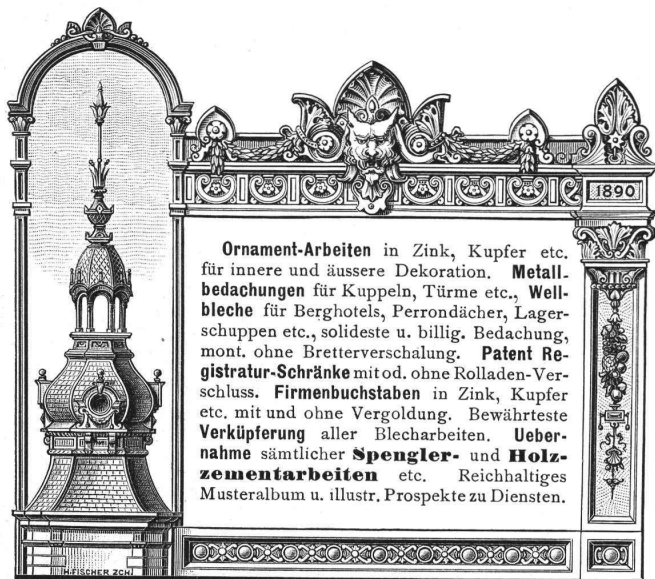 1890
Ornament-Arbeiten in Zink, Kupfer etc.
für innere und äussere Dekoration. Metall-
bedachungen für Kuppeln, Türme etc., Well-
bleche für Berghotels, Perrondächer, Lager-
schuppen etc., solideste u. billig. Bedachung,
mont. ohne Bretterverschalung. Patent Re-
gistratur-Schränke mit od. ohne Rolladen-Ver-
schluss. Firmenbuchstaben in Zink, Kupfer
etc. mit und ohne Vergoldung. Bewährteste
Verküpferung aller Blecharbeiten. Ueber-
nahme sämtlicher Spengler- und Holz-
zementarbeiten etc. Reichhaltiges
Musteralbum u. illustr. Prospekte zu Diensten.
H. FISCHER ZCH.